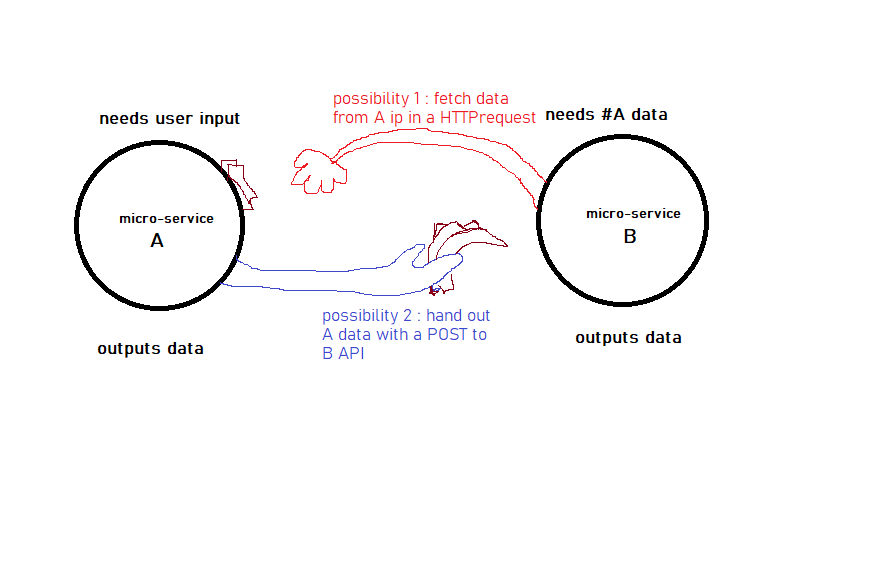 possibility 1 : fetch data
from A ip in a HTTPrequest
needs user input
needs #A data
micro-service
A
micro-service
B
possibility 2 : hand out
A data with a POST to
B API
outputs data
outputs data